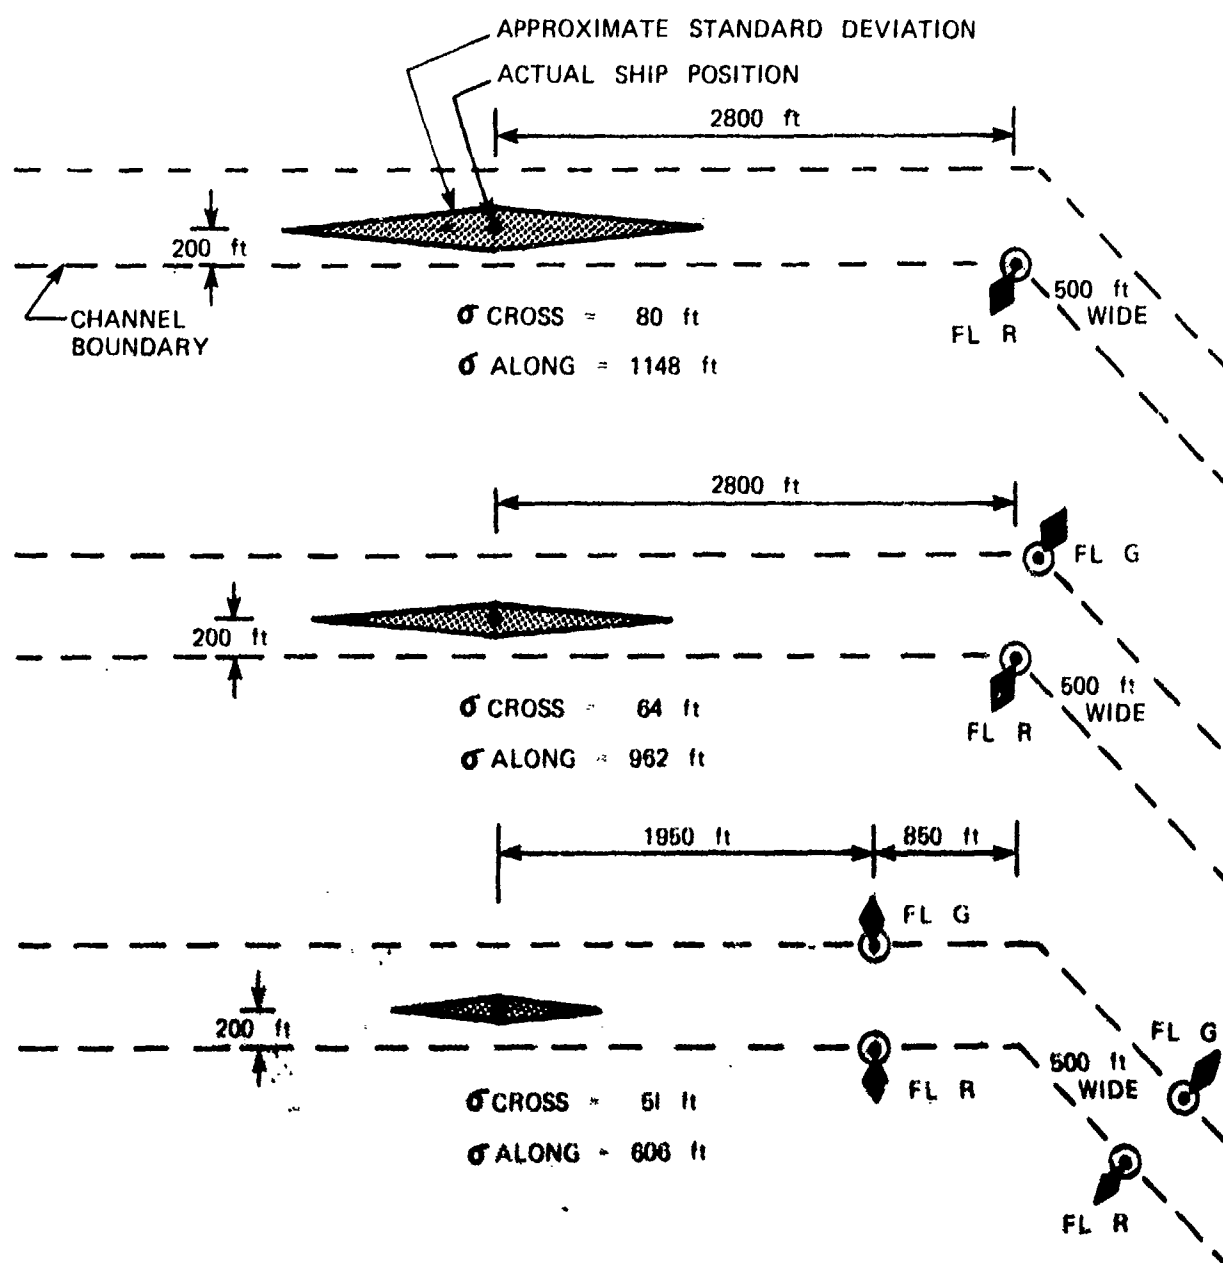 APPROXIMATE STANDARD DEVIATION
ACTUAL SHIP POSITION
2800 ft
200 ft
CHANNEL
BOUNDARY
500 ft
WIDE
FL R
σ CROSS = 80 ft
σ ALONG = 1148 ft
2800 ft
FL G
200 ft
500 ft
WIDE
FL R
σ CROSS = 64 ft
σ ALONG = 962 ft
1950 ft
850 ft
FL G
200 ft
FL G
500 ft
WIDE
FL R
σ CROSS = 51 ft
σ ALONG = 606 ft
FL R